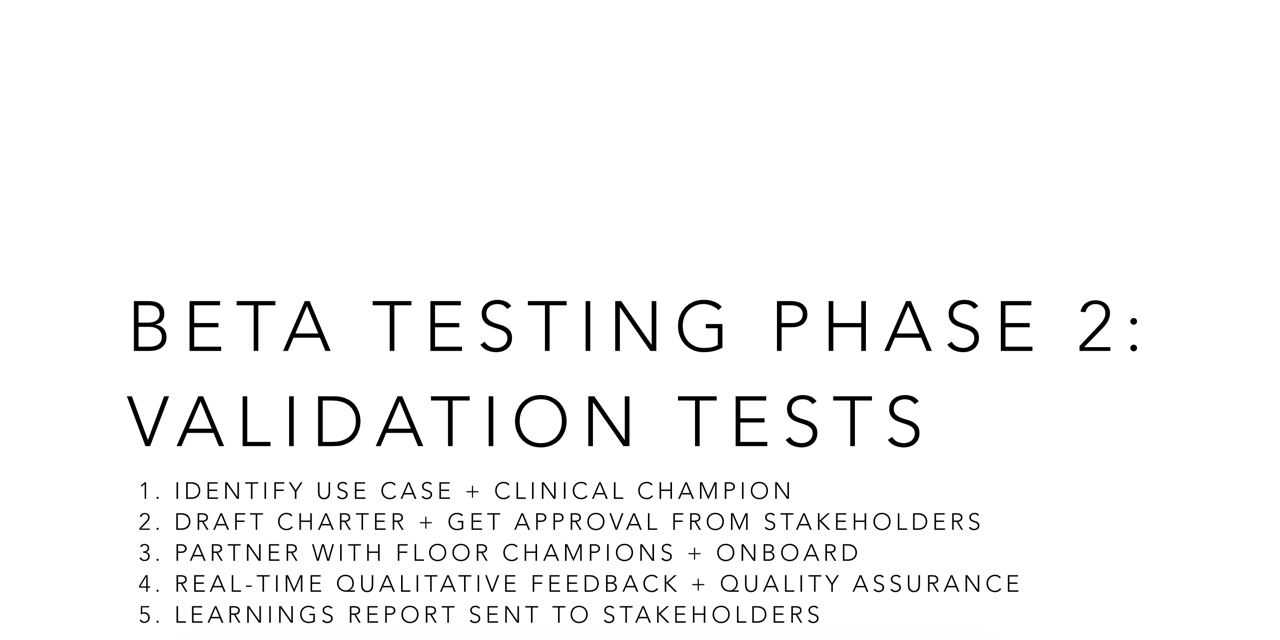 BETA TESTING PHASE 2:
VALIDATION TESTS
1. IDENTIFY USE CASE + CLINICAL CHAMPION
2. DRAFT CHARTER + GET APPROVAL FROM STAKEHOLDERS
3. PARTNER WITH FLOOR CHAMPIONS + ONBOARD
4. REAL-TIME QUALITATIVE FEEDBACK + QUALITY ASSURANCE
5. LEARNINGS REPORT SENT TO STAKEHOLDERS